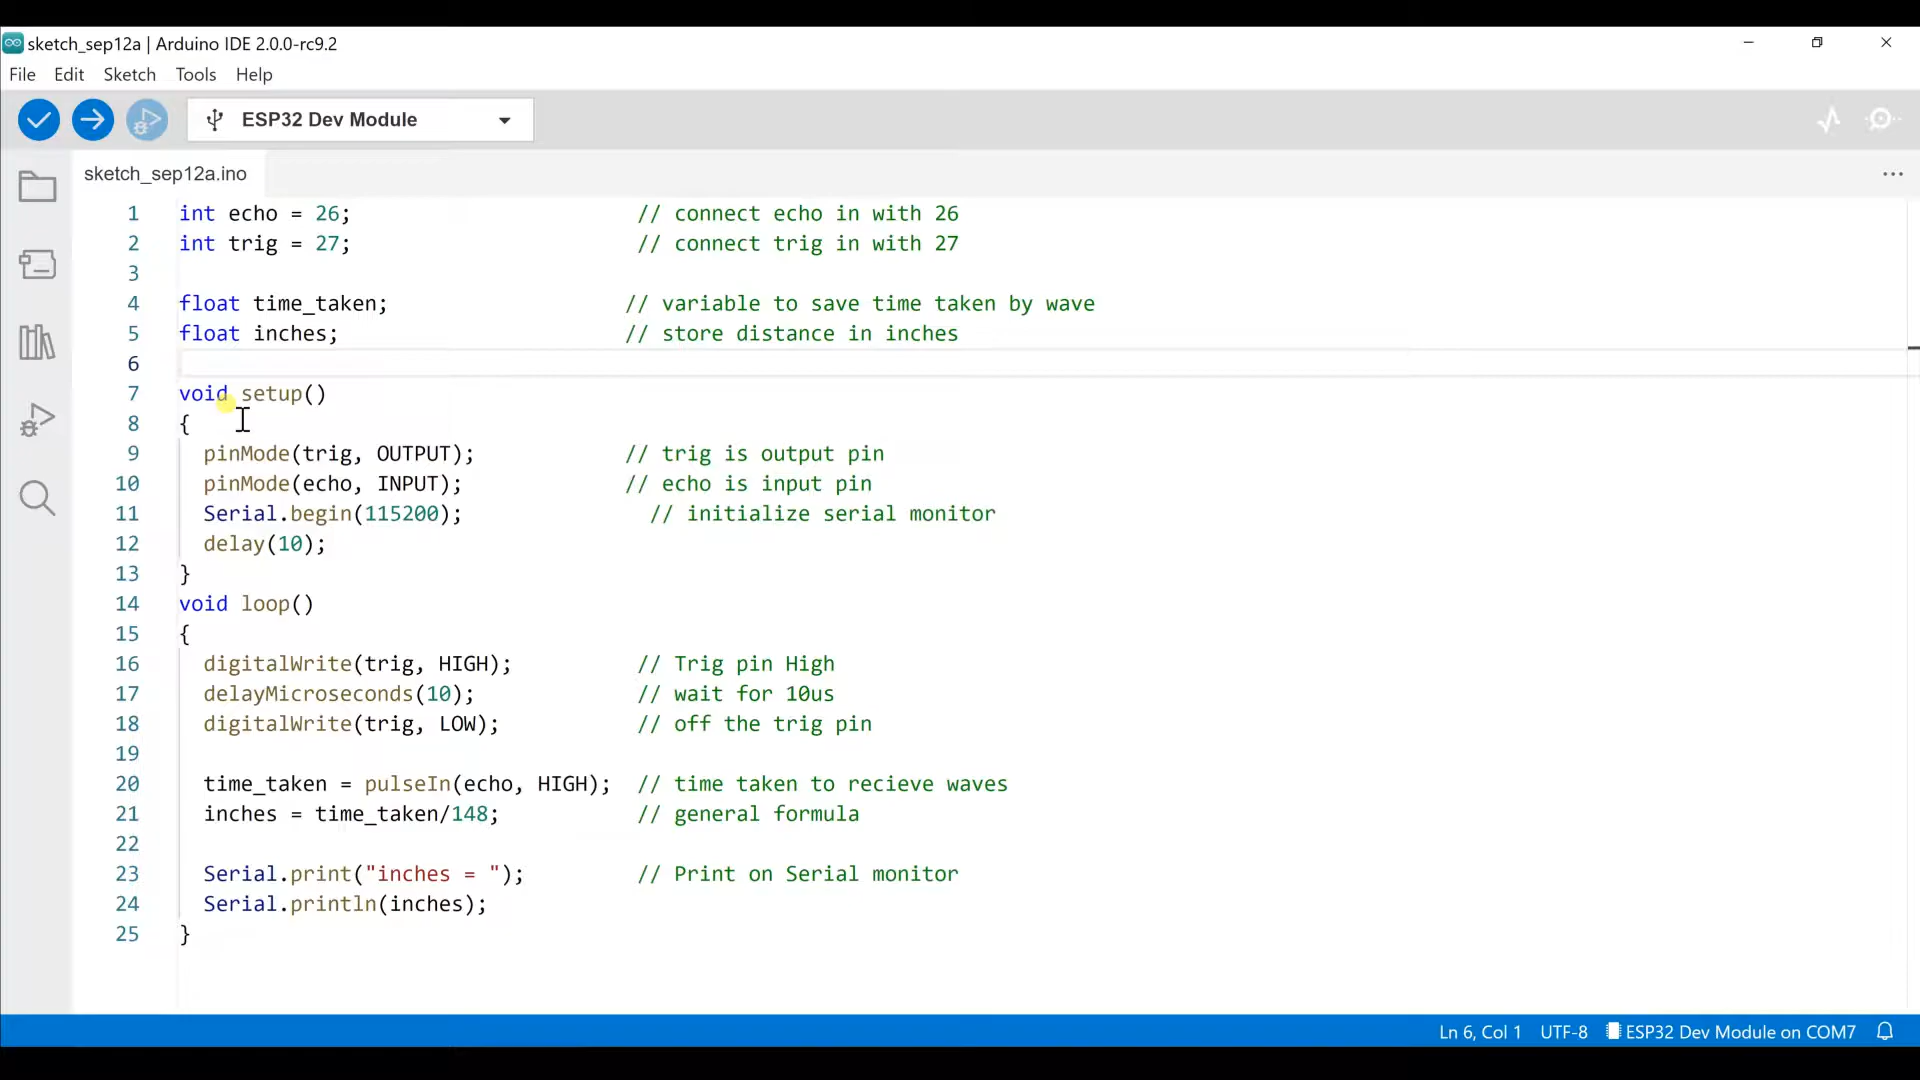 sketch_sep12a | Arduino IDE 2.0.0-rc9.2
File Edit Sketch Tools Help
ESP32 Dev Module
sketch_sep12a.ino
1 int echo = 26; // connect echo in with 26
2 int trig = 27; // connect trig in with 27
3
4 float time_taken; // variable to save time taken by wave
5 float inches; // store distance in inches
6
7 void setup()
8 {
9 pinMode(trig, OUTPUT); // trig is output pin
10 pinMode(echo, INPUT); // echo is input pin
11 Serial.begin(115200); // initialize serial monitor
12 delay(10);
13 }
14 void loop()
15 {
16 digitalWrite(trig, HIGH); // Trig pin High
17 delayMicroseconds(10); // wait for 10us
18 digitalWrite(trig, LOW); // off the trig pin
19
20 time_taken = pulseIn(echo, HIGH); // time taken to recieve waves
21 inches = time_taken/148; // general formula
22
23 Serial.print("inches = "); // Print on Serial monitor
24 Serial.println(inches);
25 }
Ln 6, Col 1 UTF-8 ESP32 Dev Module on COM7